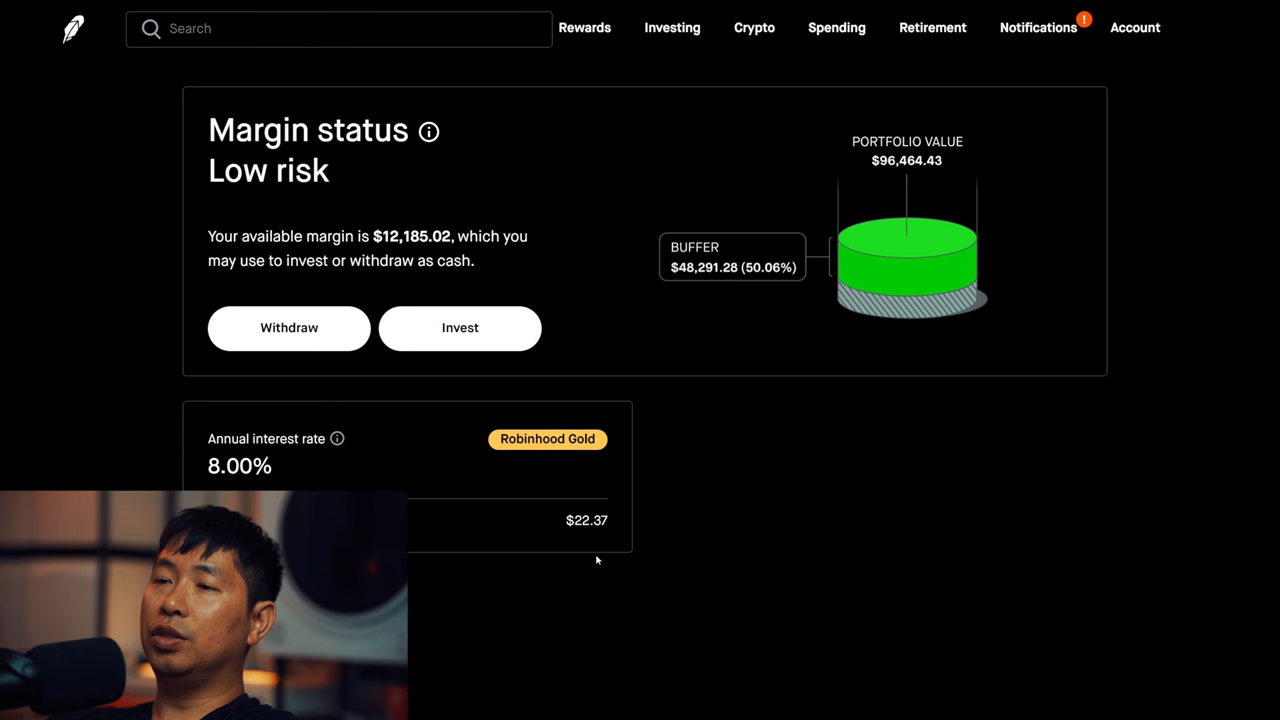 Search
Rewards
Investing
Crypto
Spending
Retirement
Notifications
!
Account
Margin status
Low risk
Your available margin is $12,185.02, which you
may use to invest or withdraw as cash.
Withdraw
Invest
PORTFOLIO VALUE
$96,464.43
BUFFER
$48,291.28 (50.06%)
Annual interest rate
Robinhood Gold
8.00%
$22.37